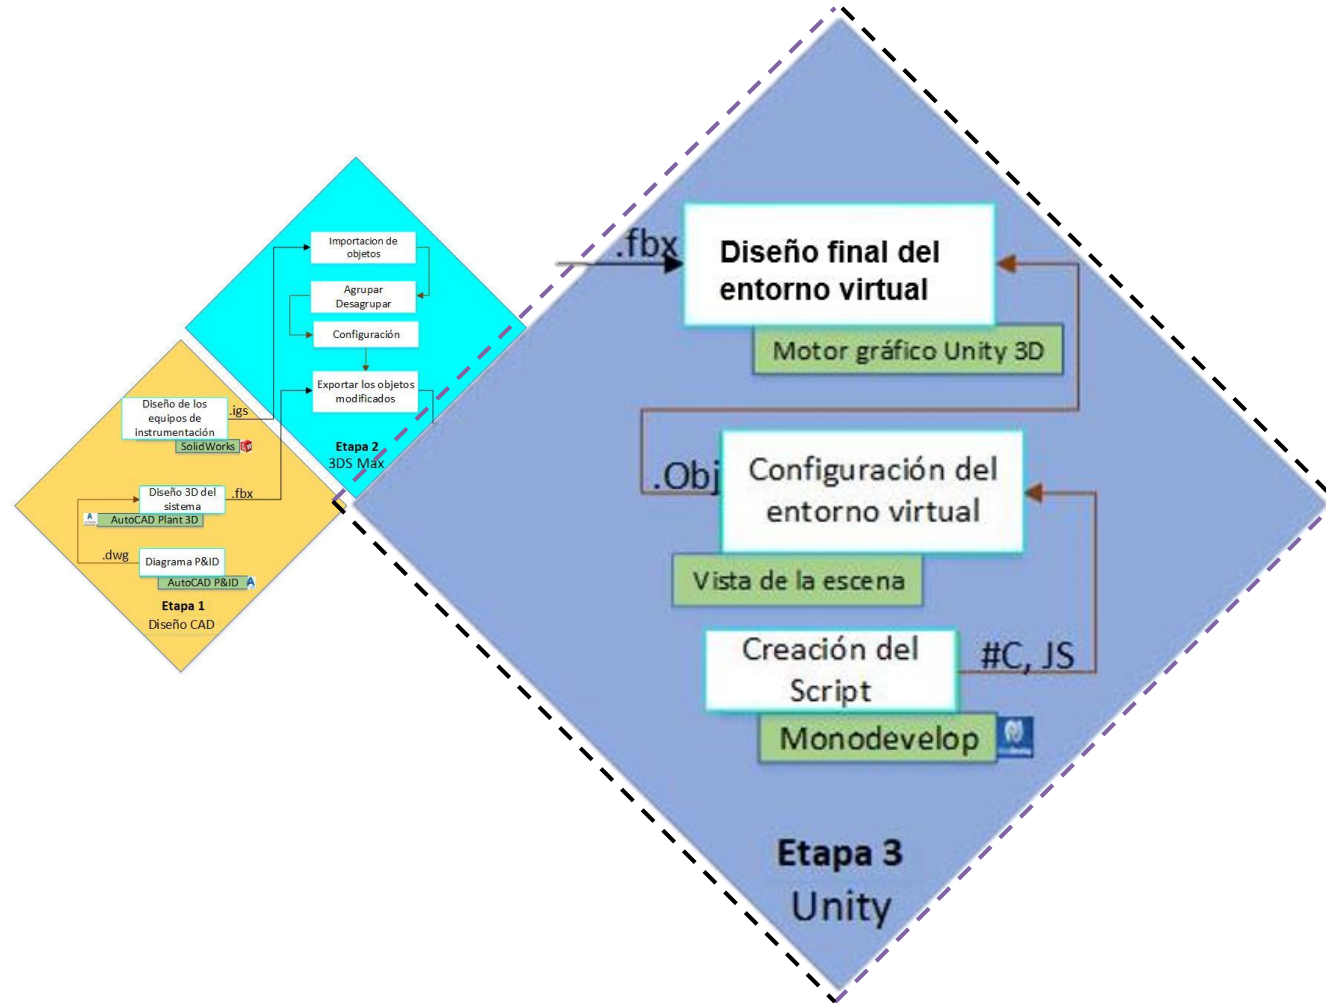 Diseño de los
equipos de
instrumentación
.igs
SolidWorks
Diseño 3D del
sistema
.fbx
AutoCAD Plant 3D
.dwg
Diagrama P&ID
AutoCAD P&ID
Etapa 1
Diseño CAD
Importacion de
objetos
Agrupar
Desagrupar
Configuración
Exportar los objetos
modificados
Etapa 2
3DS Max
.fbx
Diseño final del
entorno virtual
Motor gráfico Unity 3D
.Obj
Configuración del
entorno virtual
Vista de la escena
Creación del
Script
#C, JS
Monodevelop
Etapa 3
Unity